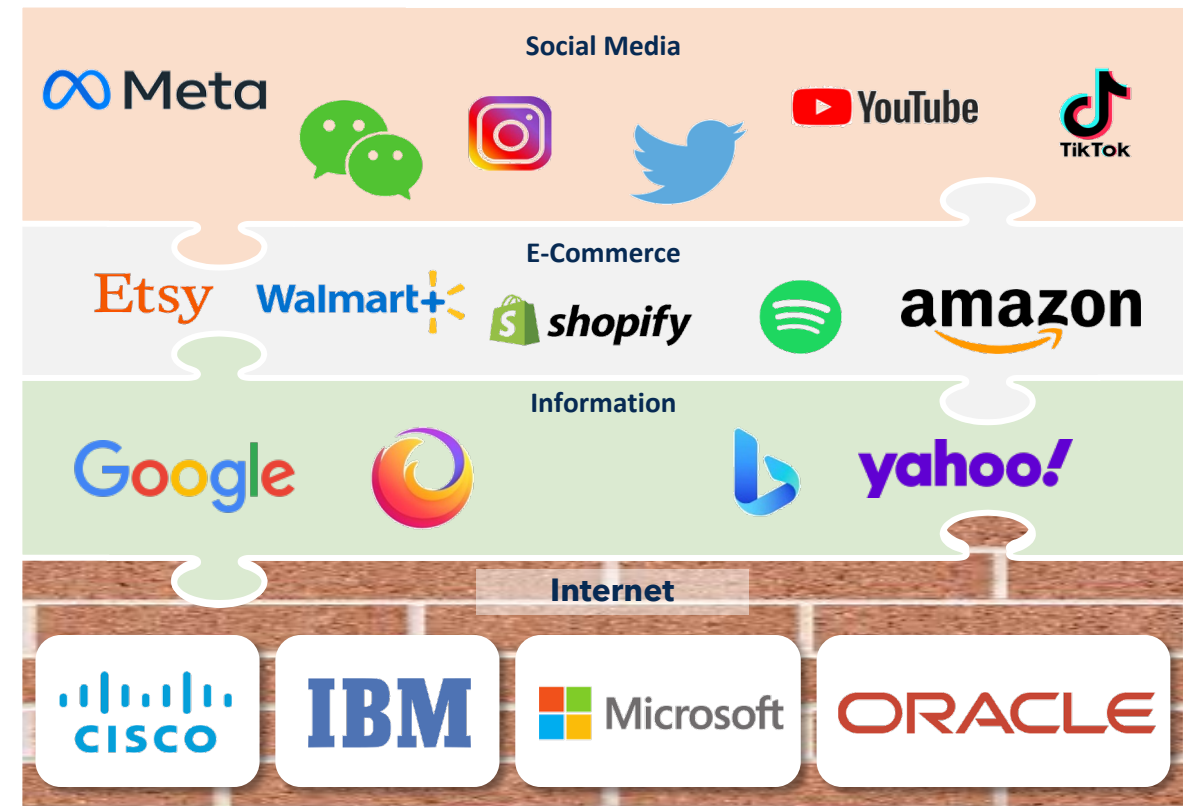 Social Media
Meta
YouTube
TikTok
E-Commerce
Etsy
Walmart+
S shopify
amazon
Information
Google
b
yahoo!
Internet
CISCO
IBM
Microsoft
ORACLE